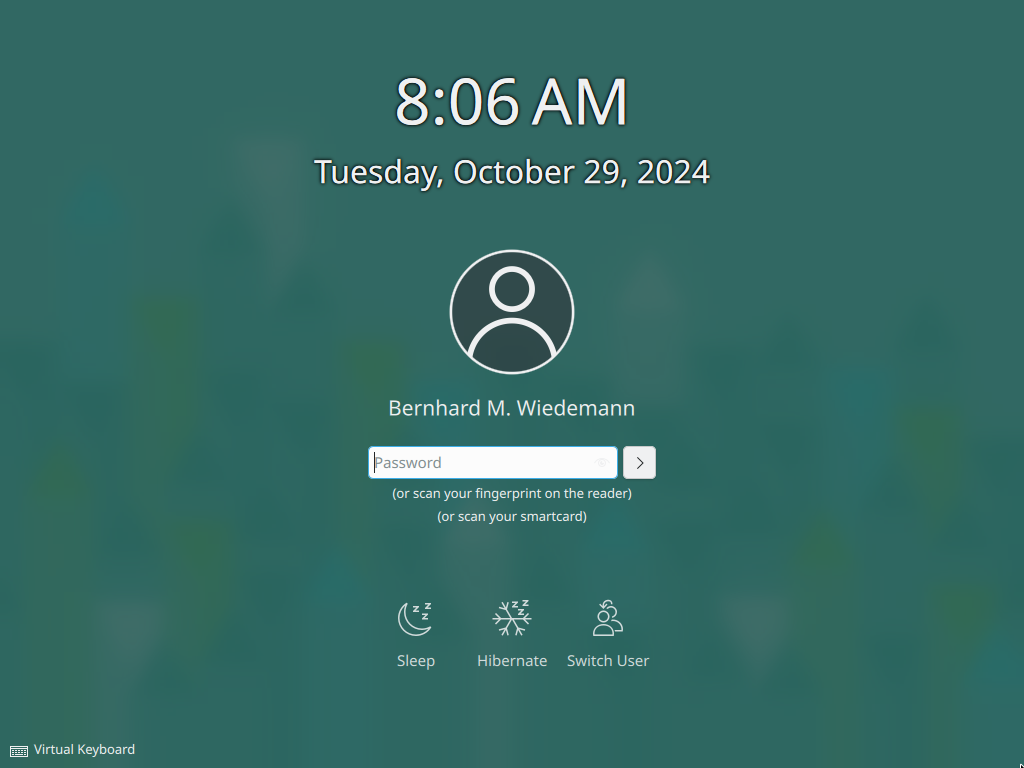 8:06 AM
Tuesday, October 29, 2024
Bernhard M. Wiedemann
Password
(or scan your fingerprint on the reader)
(or scan your smartcard)
Sleep Hibernate Switch User
Virtual Keyboard